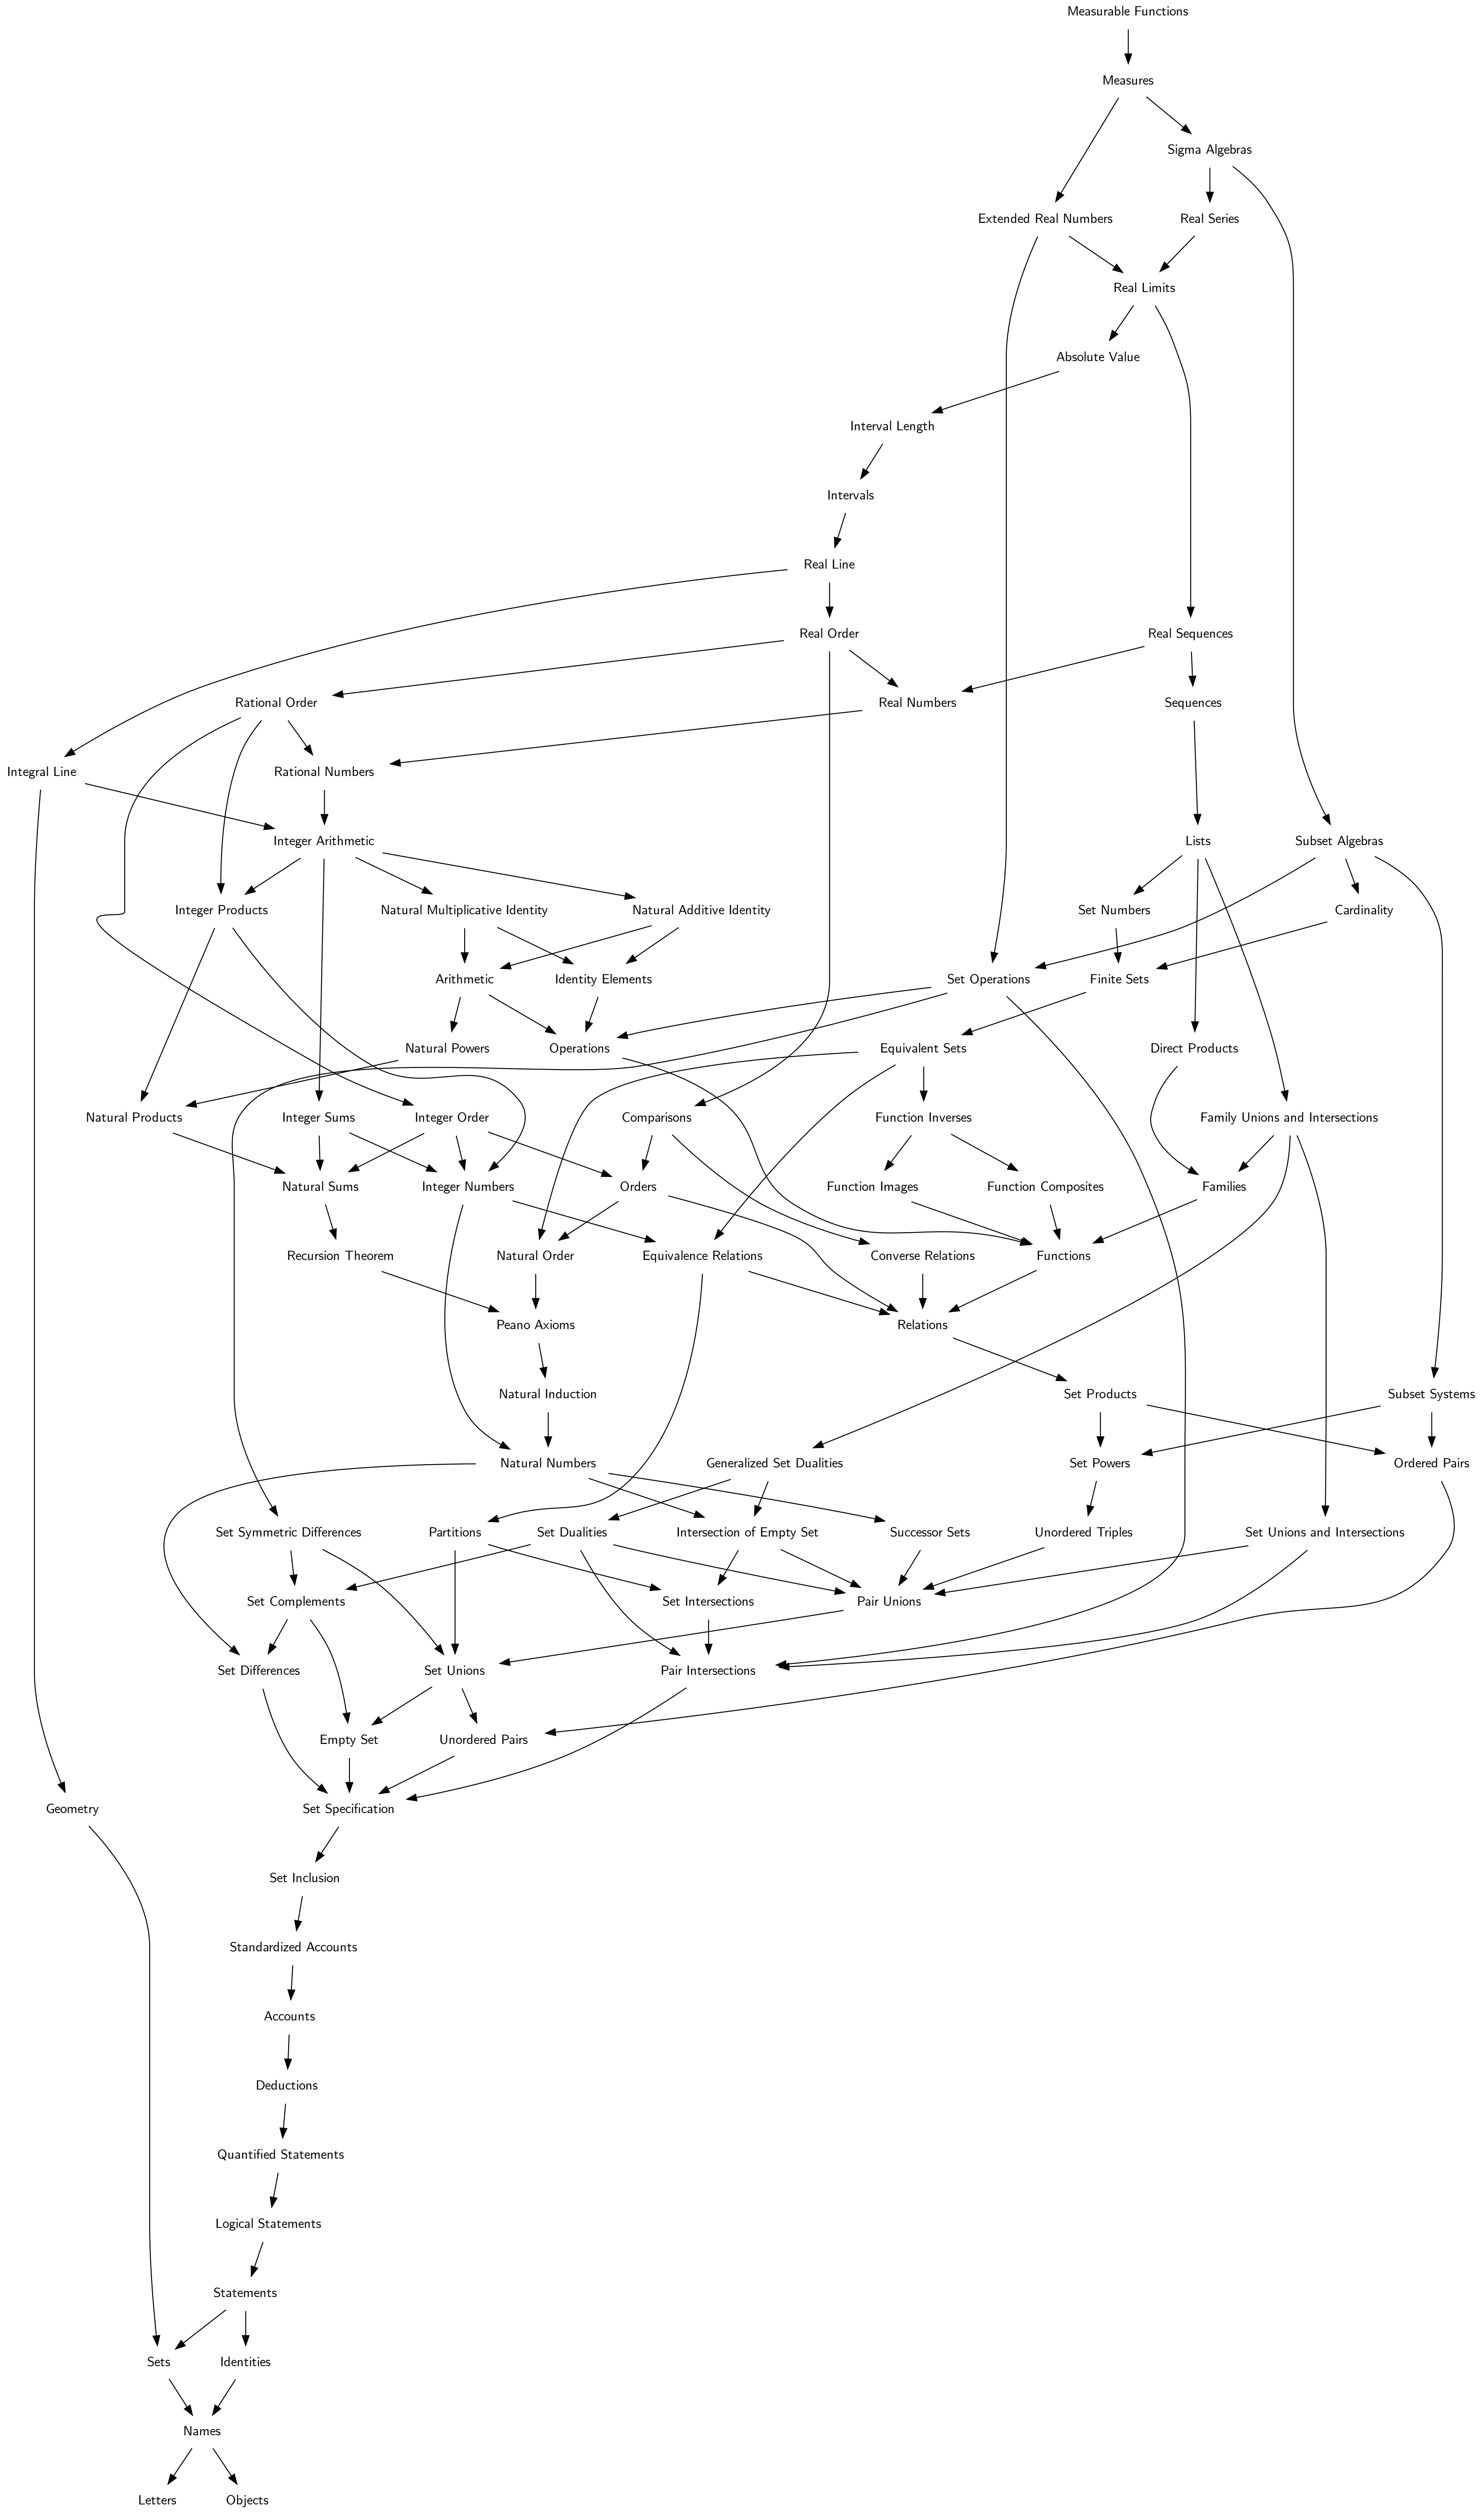 Measurable Functions
Measures
Sigma Algebras
Extended Real Numbers
Real Series
Real Limits
Absolute Value
Interval Length
Intervals
Real Line
Real Order
Real Sequences
Rational Order
Real Numbers
Sequences
Integral Line
Rational Numbers
Integer Arithmetic
Lists
Subset Algebras
Integer Products
Natural Multiplicative Identity
Natural Additive Identity
Set Numbers
Cardinality
Arithmetic
Identity Elements
Set Operations
Finite Sets
Natural Powers
Operations
Equivalent Sets
Direct Products
Natural Products
Integer Sums
Integer Order
Comparisons
Function Inverses
Family Unions and Intersections
Natural Sums
Integer Numbers
Orders
Function Images
Function Composites
Families
Recursion Theorem
Natural Order
Equivalence Relations
Converse Relations
Functions
Peano Axioms
Relations
Natural Induction
Set Products
Subset Systems
Natural Numbers
Generalized Set Dualities
Set Powers
Ordered Pairs
Set Symmetric Differences
Partitions
Set Dualities
Intersection of Empty Set
Successor Sets
Unordered Triples
Set Unions and Intersections
Set Complements
Set Intersections
Pair Unions
Set Differences
Set Unions
Pair Intersections
Empty Set
Unordered Pairs
Geometry
Set Specification
Set Inclusion
Standardized Accounts
Accounts
Deductions
Quantified Statements
Logical Statements
Statements
Sets
Identities
Names
Letters
Objects